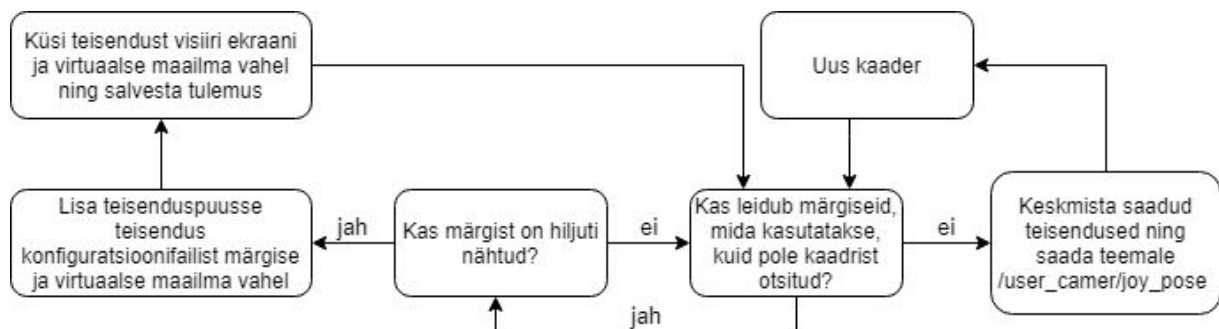 Küsi teisendust visiiri ekraani
ja virtuaalse maailma vahel
ning salvesta tulemus
Uus kaader
Lisa teisenduspuusse
teisendus
konfiguratsioonifailist märgise
ja virtuaalse maailma vahel
jah
Kas märgist on hiljuti
nähtud?
ei
Kas leidub märgiseid,
mida kasutatakse,
kuid pole kaadrist
otsitud?
ei
Keskmista saadud
teisendused ning
saada teemale
/user_camer/joy_pose
jah